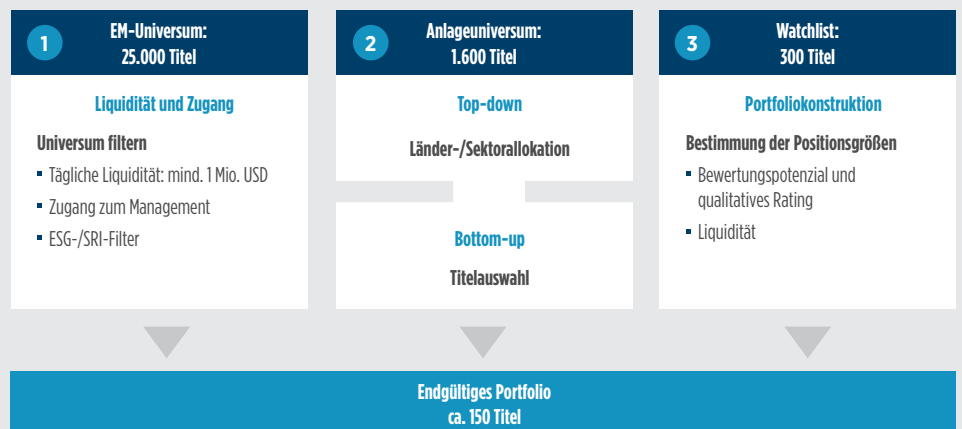 1
EM-Universum:
25.000 Titel
Liquidität und Zugang
Universum filtern
▪ Tägliche Liquidität: mind. 1 Mio. USD
▪ Zugang zum Management
▪ ESG-/SRI-Filter
2
Anlageuniversum:
1.600 Titel
Top-down
Länder-/Sektorallokation
Bottom-up
Titelauswahl
3
Watchlist:
300 Titel
Portfoliokonstruktion
Bestimmung der Positionsgrößen
▪ Bewertungspotenzial und
qualitatives Rating
▪ Liquidität
Endgültiges Portfolio
ca. 150 Titel